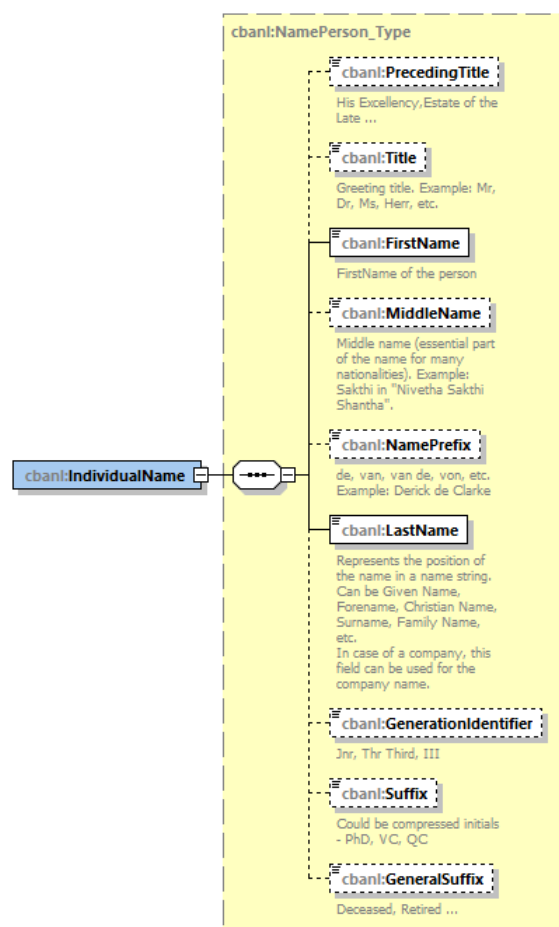 cbanl:NamePerson_Type
cbanl:PrecedingTitle
His Excellency,Estate of the
Late ...
cbanl:Title
Greeting title. Example: Mr,
Dr, Ms, Herr, etc.
cbanl:FirstName
FirstName of the person
cbanl:MiddleName
Middle name (essential part
of the name for many
nationalities). Example:
Sakthi in "Nivetha Sakthi
Shantha".
cbanl:NamePrefix
de, van, van de, von, etc.
Example: Derick de Clarke
cbanl:IndividualName
cbanl:LastName
Represents the position of
the name in a name string.
Can be Given Name,
Forename, Christian Name,
Surname, Family Name,
etc.
In case of a company, this
field can be used for the
company name.
cbanl:GenerationIdentifier
Jnr, Thr Third, III
cbanl:Suffix
Could be compressed initials
- PhD, VC, QC
cbanl:GeneralSuffix
Deceased, Retired ...